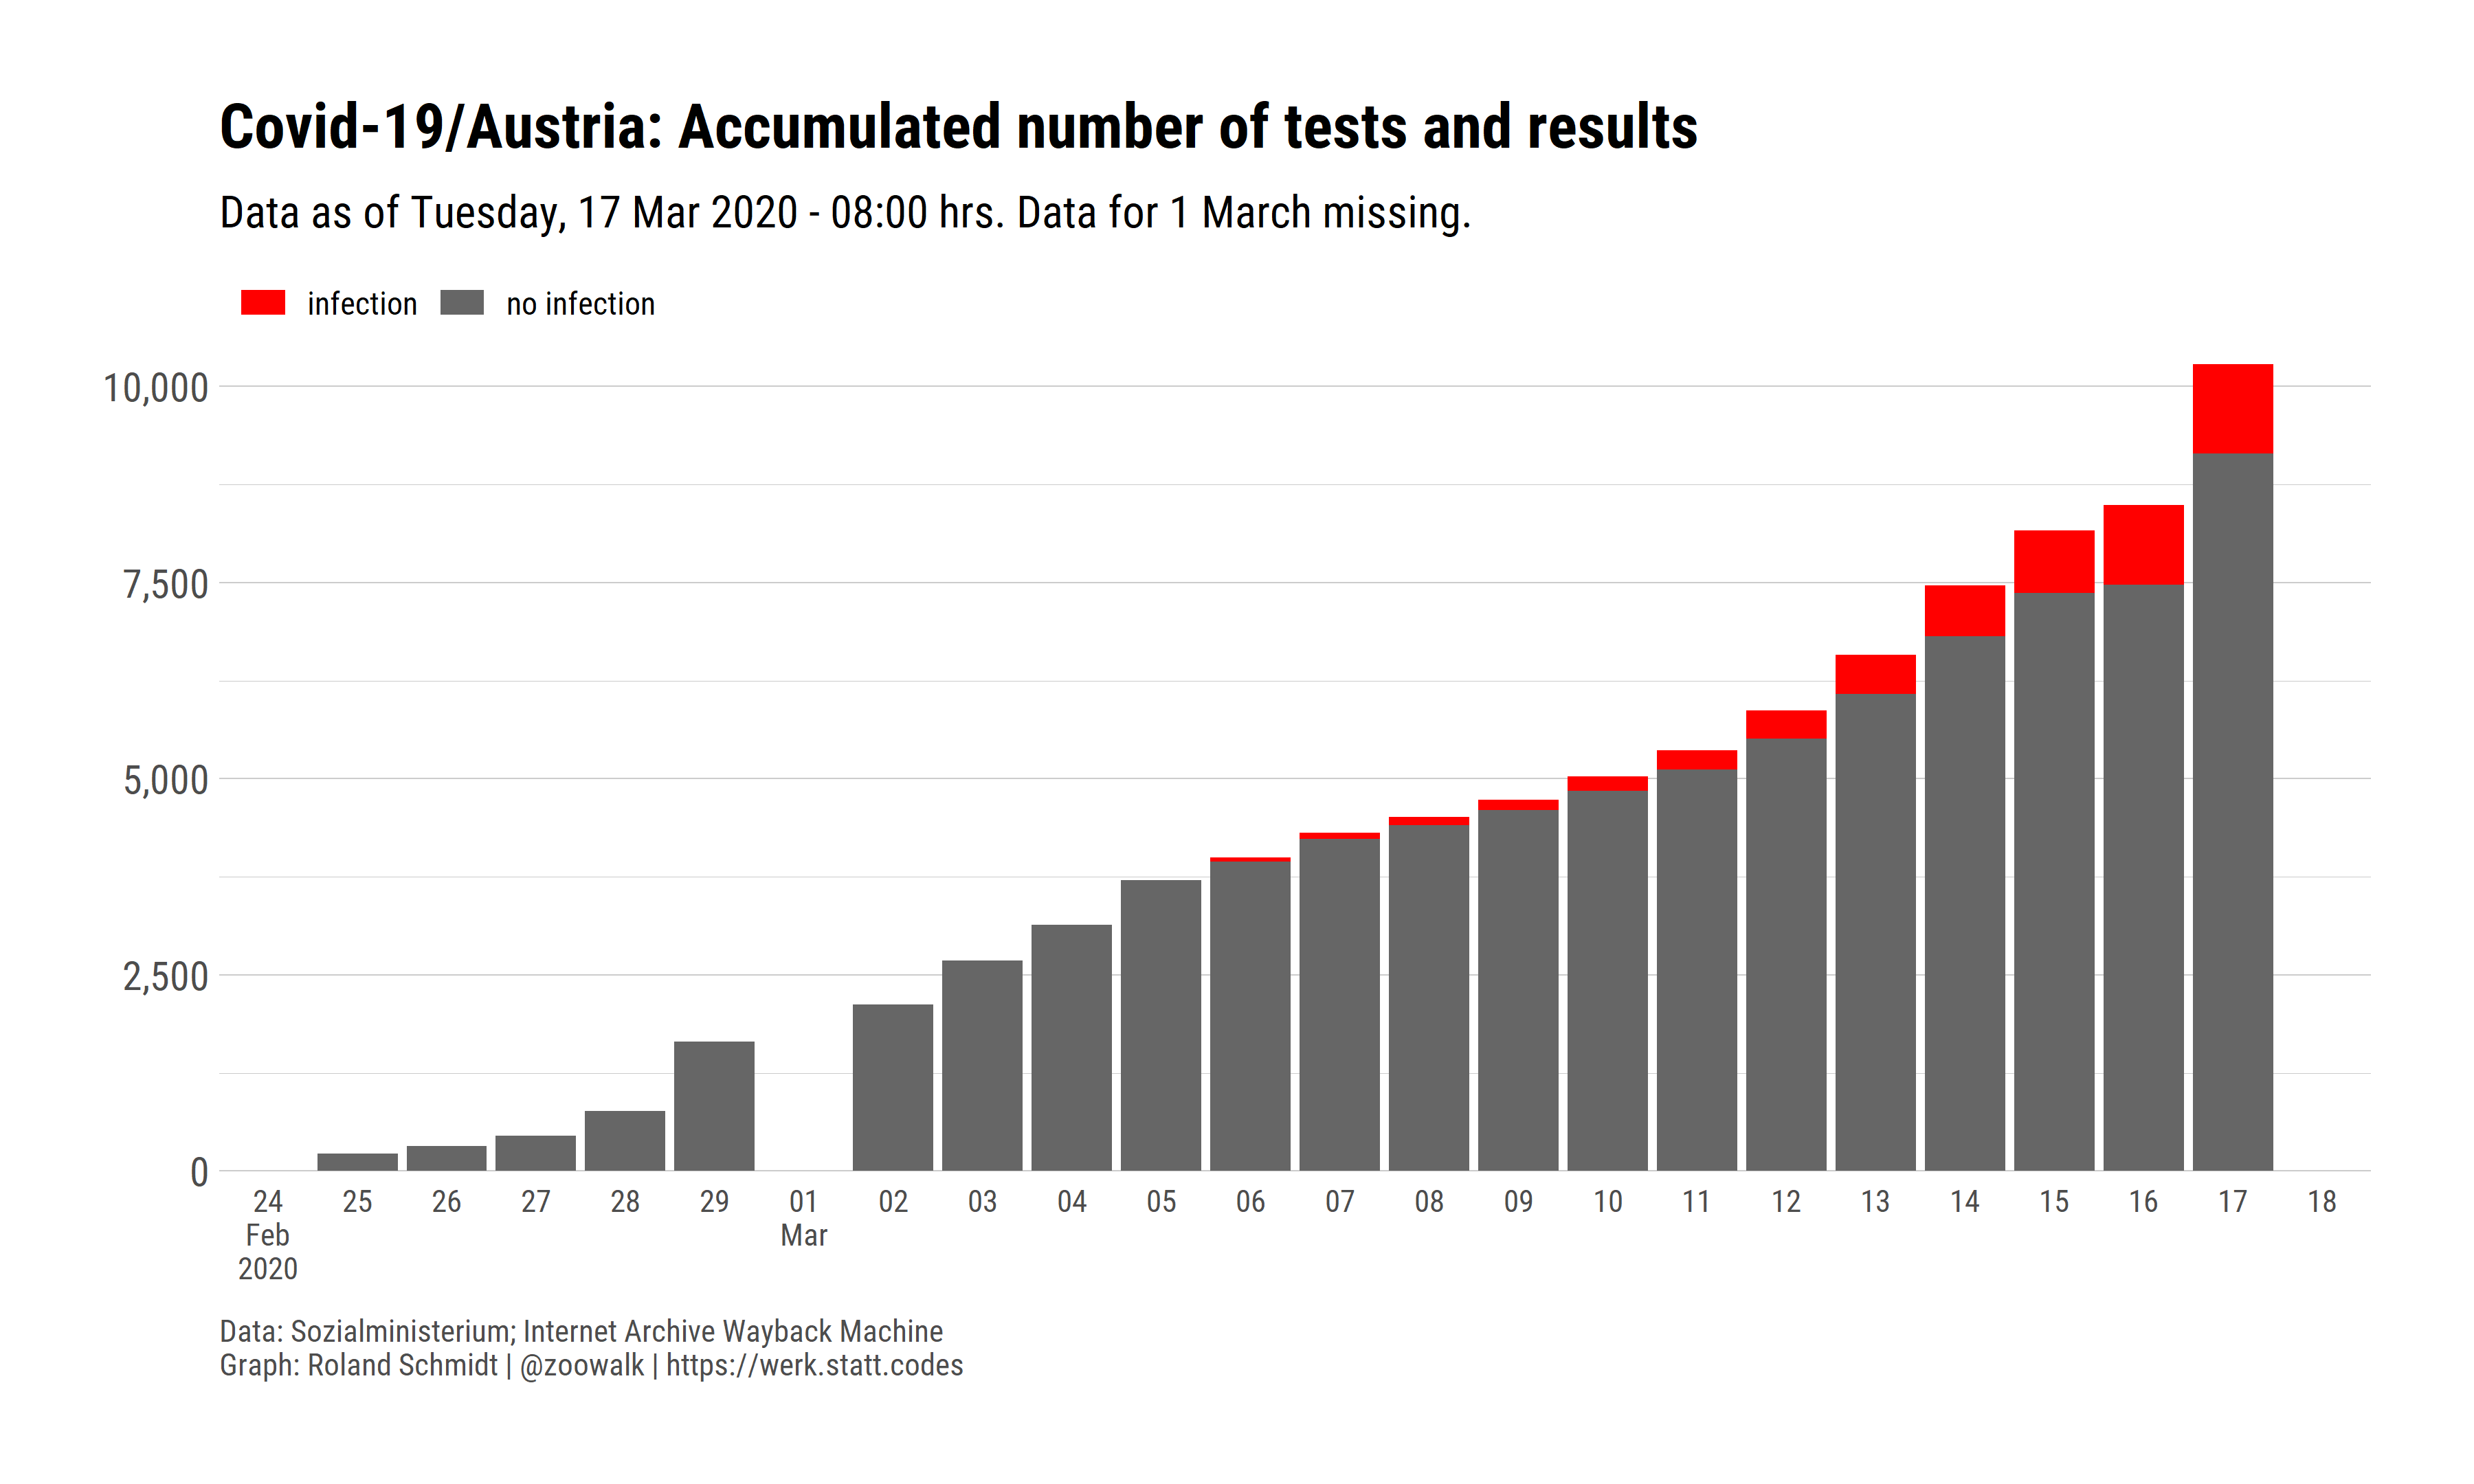 Covid-19/Austria: Accumulated number of tests and results
Data as of Tuesday, 17 Mar 2020 - 08:00 hrs. Data for 1 March missing.
infection no infection
10,000
7,500
5,000
2,500
0
24 25 26 27 28 29 01 02 03 04 05 06 07 08 09 10 11 12 13 14 15 16 17 18
Feb Mar
2020
Data: Sozialministerium; Internet Archive Wayback Machine
Graph: Roland Schmidt | @zoowalk | https://werk.statt.codes